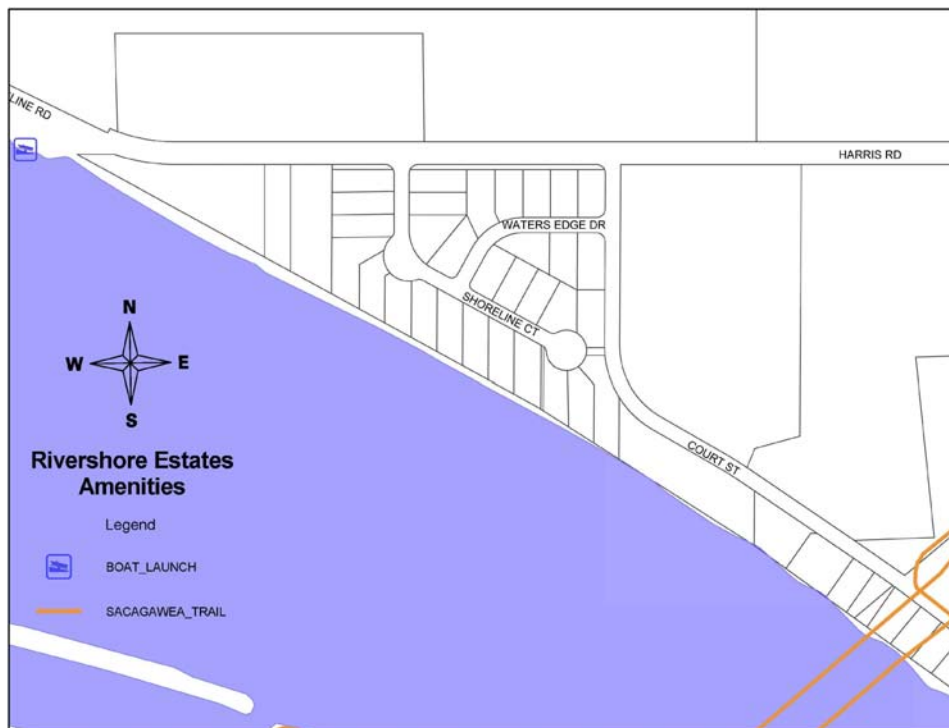 LINE RD
HARRIS RD
WATERS EDGE DR
SHORELINE CT
COURT ST
N
W E
S
Rivershore Estates
Amenities
Legend
BOAT_LAUNCH
SACAGAWEA_TRAIL